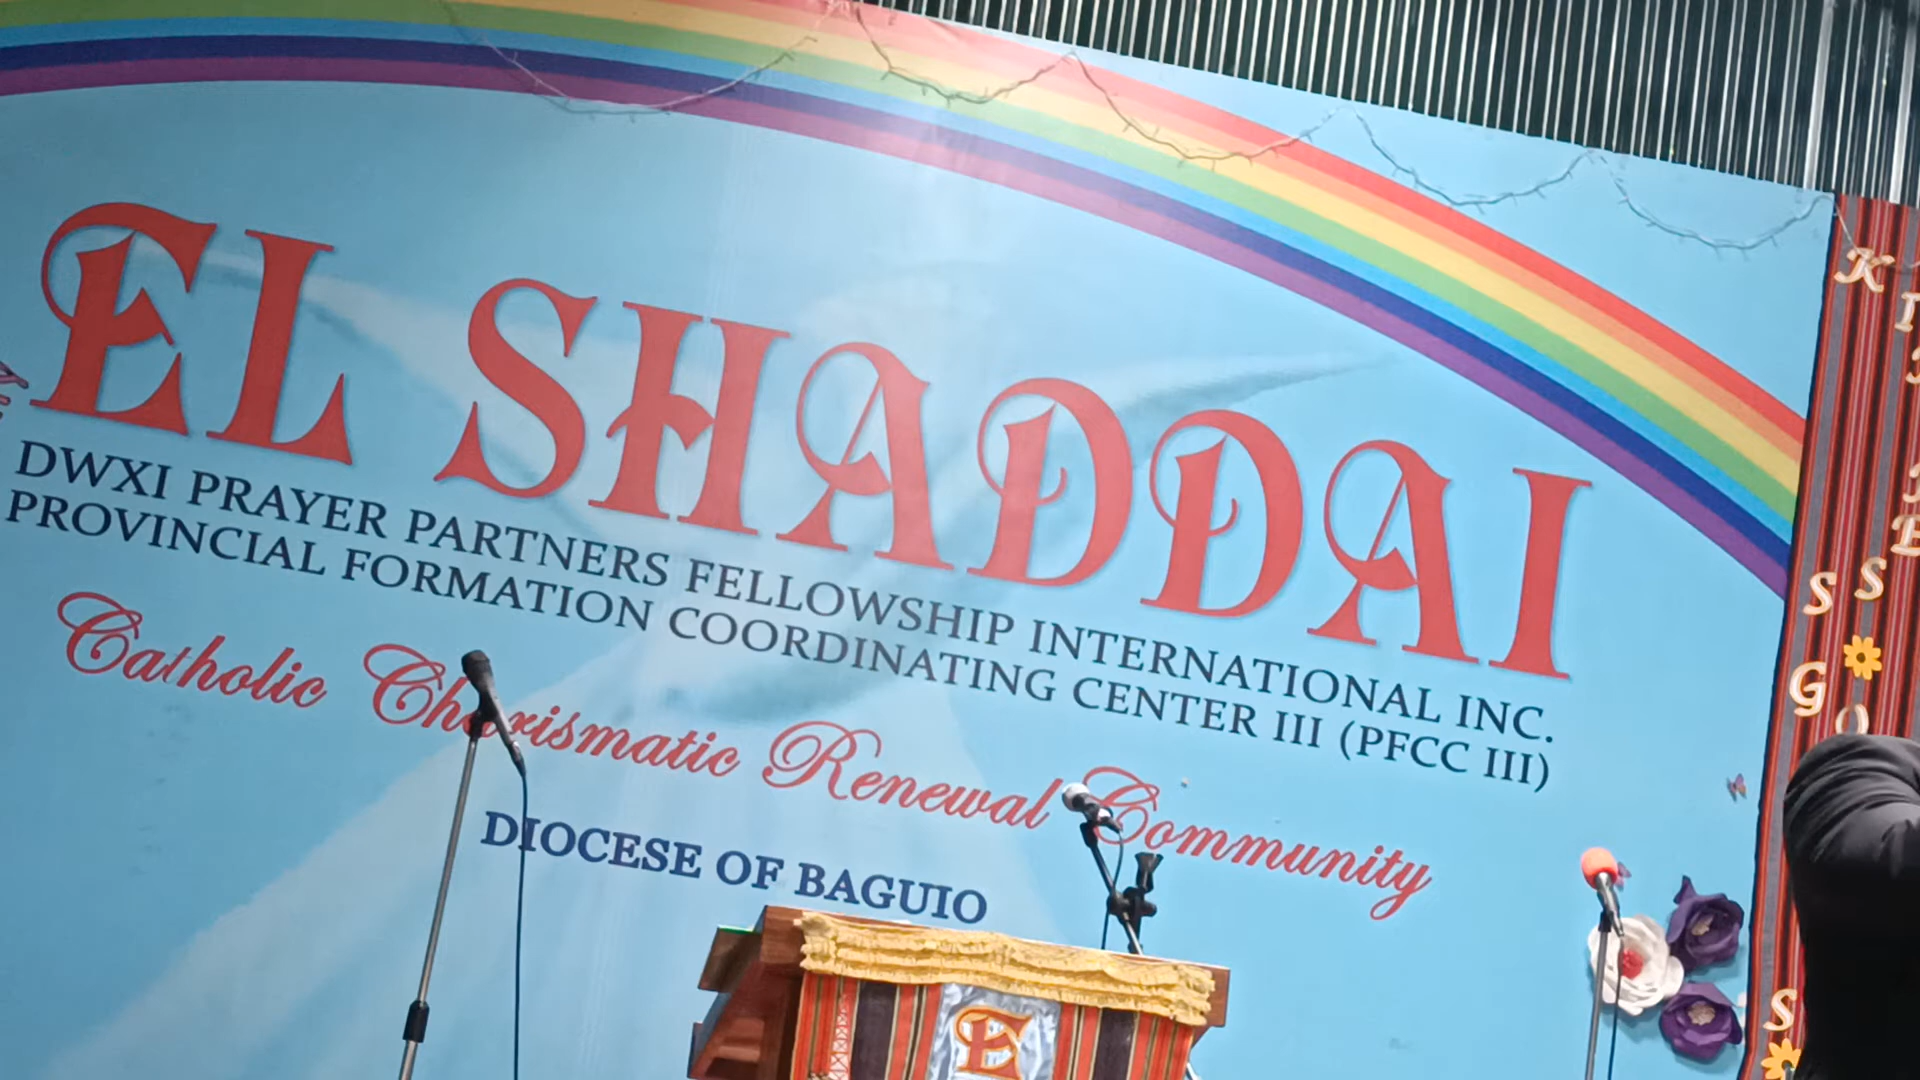 EL SHADDAI
DWXI PRAYER PARTNERS FELLOWSHIP INTERNATIONAL INC.
PROVINCIAL FORMATION COORDINATING CENTER III (PFCC III)
Catholic Charismatic Renewal Community
DIOCESE OF BAGUIO
E
K
S
S
G
O
S
E